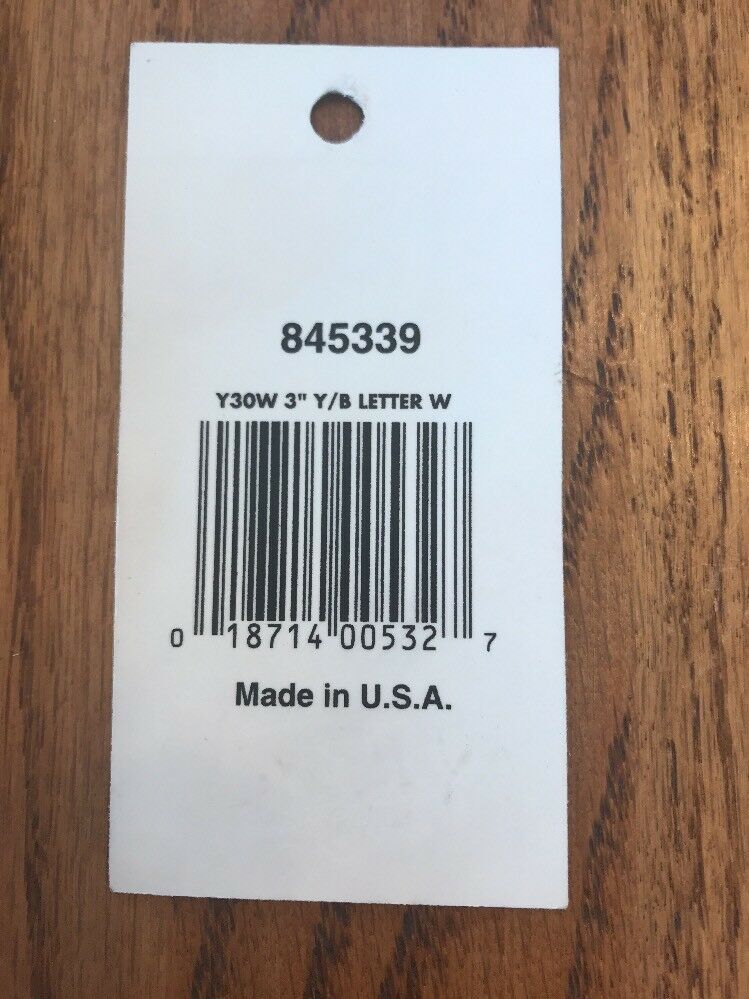 845339
Y30W 3" Y/B LETTER W
0 18714 00532 7
Made in U.S.A.